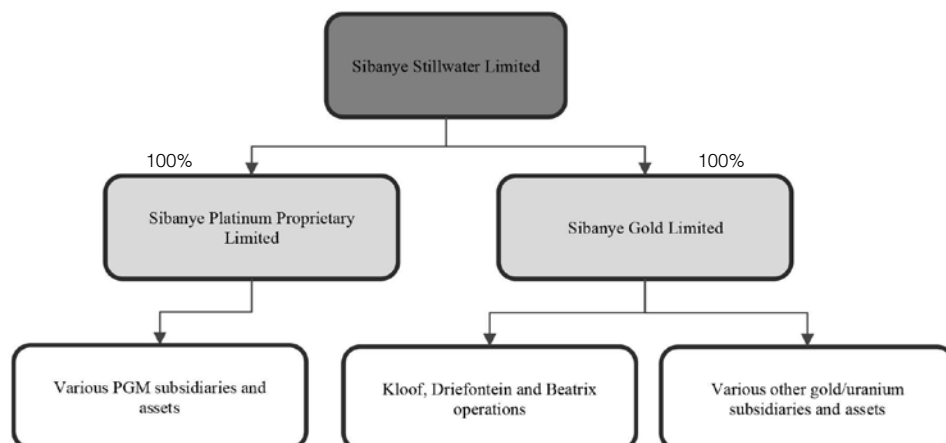 Sibanye Stillwater Limited
100%
100%
Sibanye Platinum Proprietary
Limited
Sibanye Gold Limited
Various PGM subsidiaries and
assets
Kloof, Driefontein and Beatrix
operations
Various other gold/uranium
subsidiaries and assets